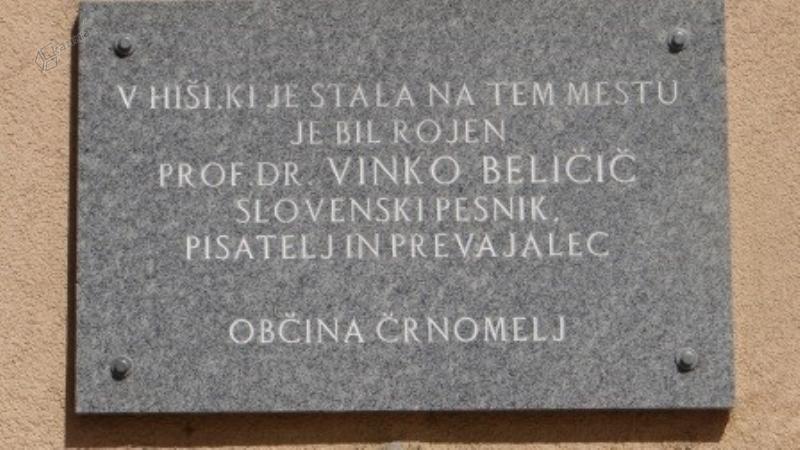 V HIŠI, KI JE STALA NA TEM MESTU
JE BIL ROJEN
PROF. DR. VINKO BELIČIČ
SLOVENSKI PESNIK,
PISATELJ IN PREVAJALEC
OBČINA ČRNOMELJ